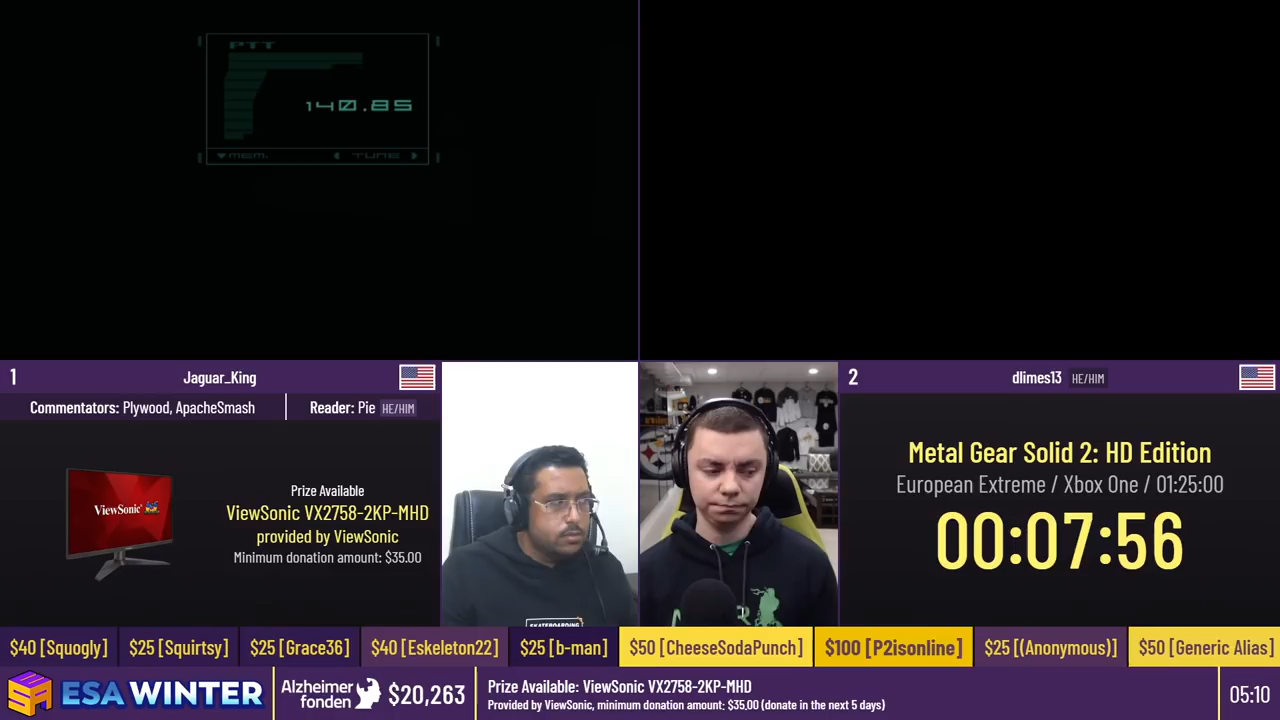 PTT
140.85
MEM.
TUNE
1
Jaguar_King
Commentators: Plywood, ApacheSmash
Reader: Pie HE/HIM
ViewSonic
Prize Available
ViewSonic VX2758-2KP-MHD
provided by ViewSonic
Minimum donation amount: $35.00
2
dlimes13 HE/HIM
Metal Gear Solid 2: HD Edition
European Extreme / Xbox One / 01:25:00
00:07:56
$40 [Squogly]
$25 [Squirtsy]
$25 [Grace36]
$40 [Eskeleton22]
$25 [b-man]
$50 [CheeseSodaPunch]
$100 [P2isonline]
$25 [(Anonymous)]
$50 [Generic Alias]
ESA WINTER
Alzheimer
fonden
$20,263
Prize Available: ViewSonic VX2758-2KP-MHD
Provided by ViewSonic, minimum donation amount: $35.00 (donate in the next 5 days)
05:10